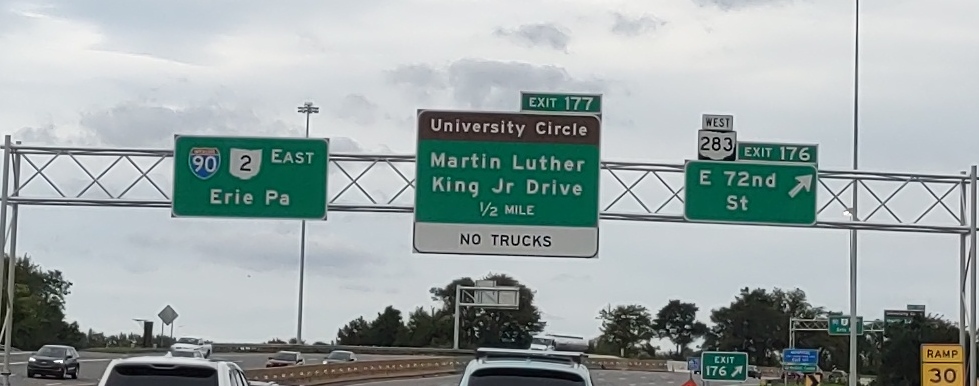 90 2 EAST
Erie Pa
EXIT 177
University Circle
Martin Luther
King Jr Drive
1/2 MILE
NO TRUCKS
WEST
283
EXIT 176
E 72nd
St
EXIT
176
RAMP
30